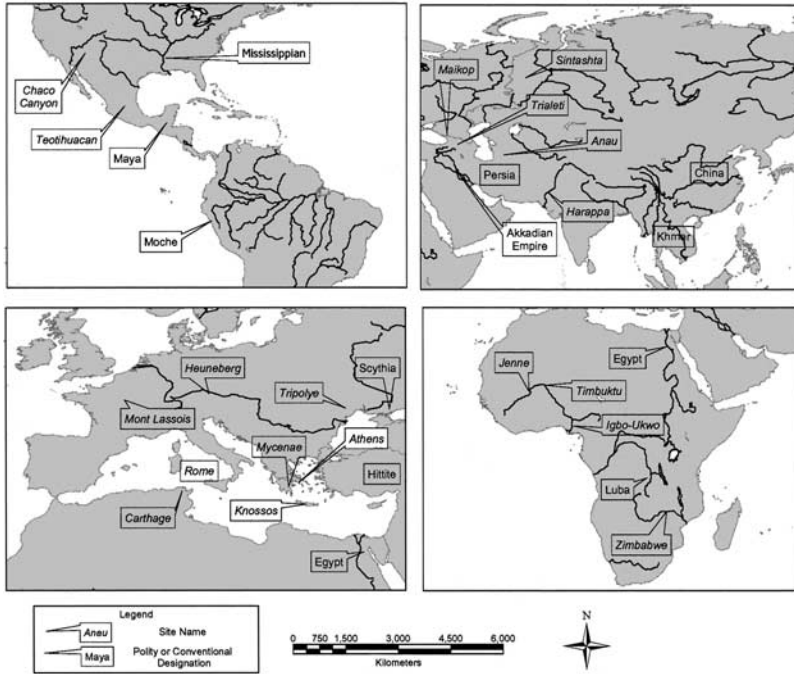 Mississippian
Chaco
Canyon
Teotihuacan
Maya
Moche
Maikop
Sintashta
Trialeti
Anau
Persia
China
Harappa
Akkadian
Empire
Khmar
Heuneberg
Scythia
Tripolye
Mont Lassois
Mycenae
Athens
Rome
Hittite
Carthage
Knossos
Egypt
Egypt
Jenne
Timbuktu
Igbo-Ukwo
Luba
Zimbabwe
Legend
Anau Site Name
Maya Polity or Conventional
Designation
0 750 1,500 3,000 4,500 6,000
Kilometers
N